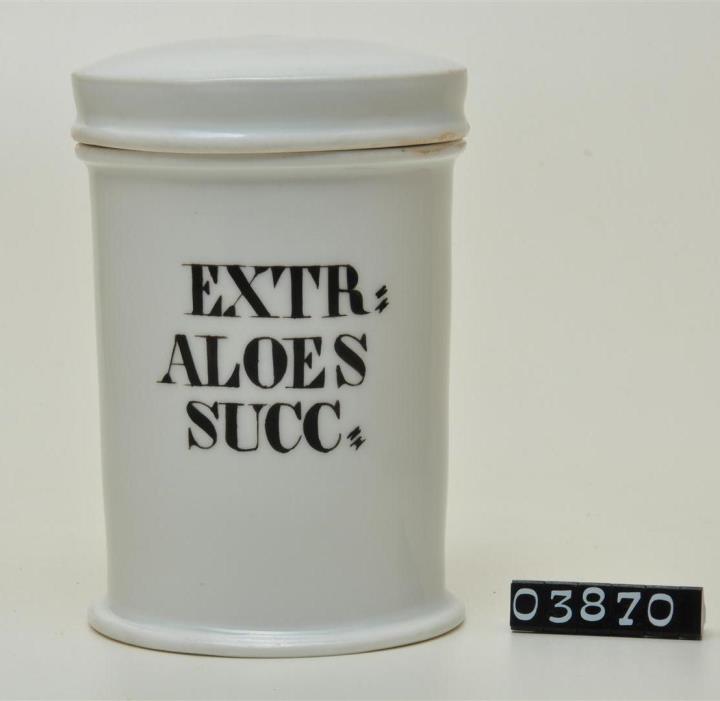 EXTR:
ALOES
SUCC.
03870